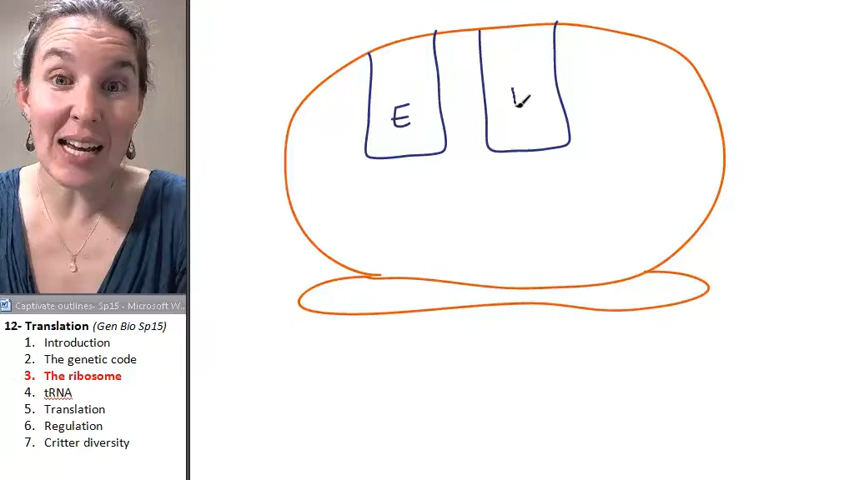 E
Captivate outlines- Sp15 - Microsoft W
12- Translation (Gen Bio Sp15)
1. Introduction
2. The genetic code
3. The ribosome
4. tRNA
5. Translation
6. Regulation
7. Critter diversity